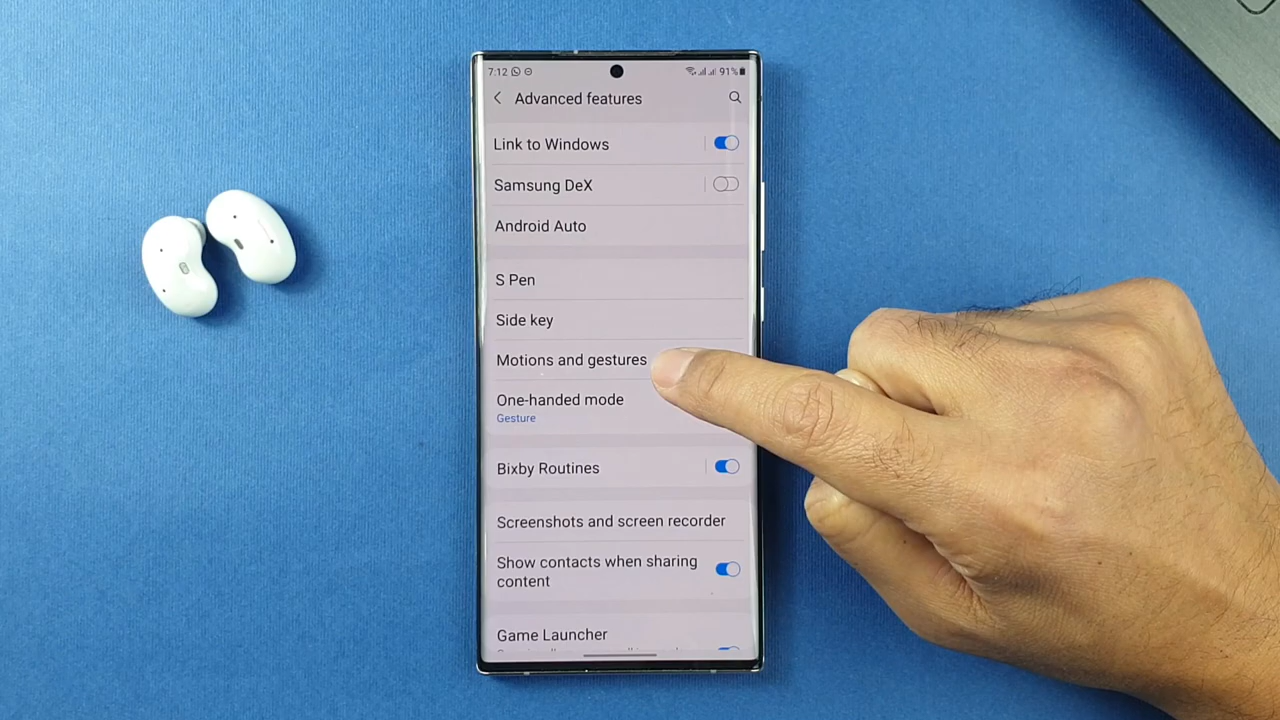 7:12 91%
Advanced features
Link to Windows
Samsung DeX
Android Auto
S Pen
Side key
Motions and gestures
One-handed mode
Gesture
Bixby Routines
Screenshots and screen recorder
Show contacts when sharing
content
Game Launcher